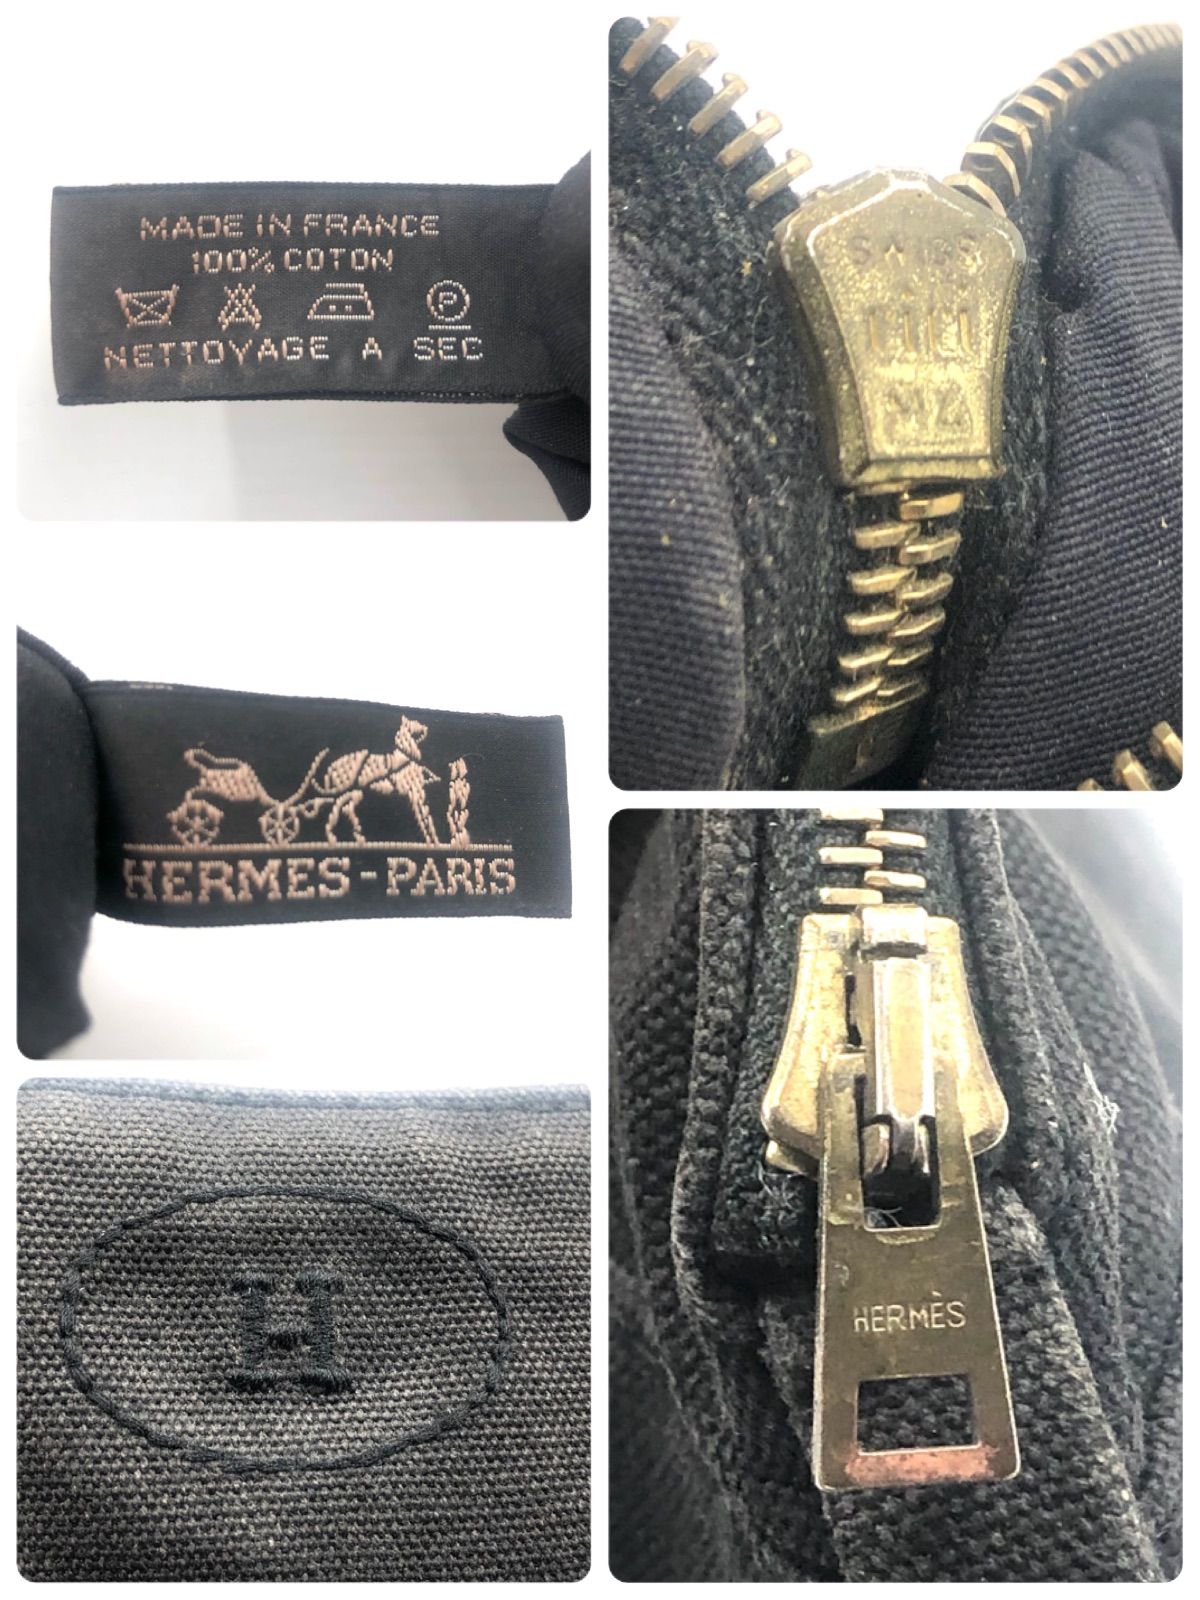 MADE IN FRANCE
100% COTON
P
NETTOYAGE A SEC
HERMES-PARIS
H
HERMÈS